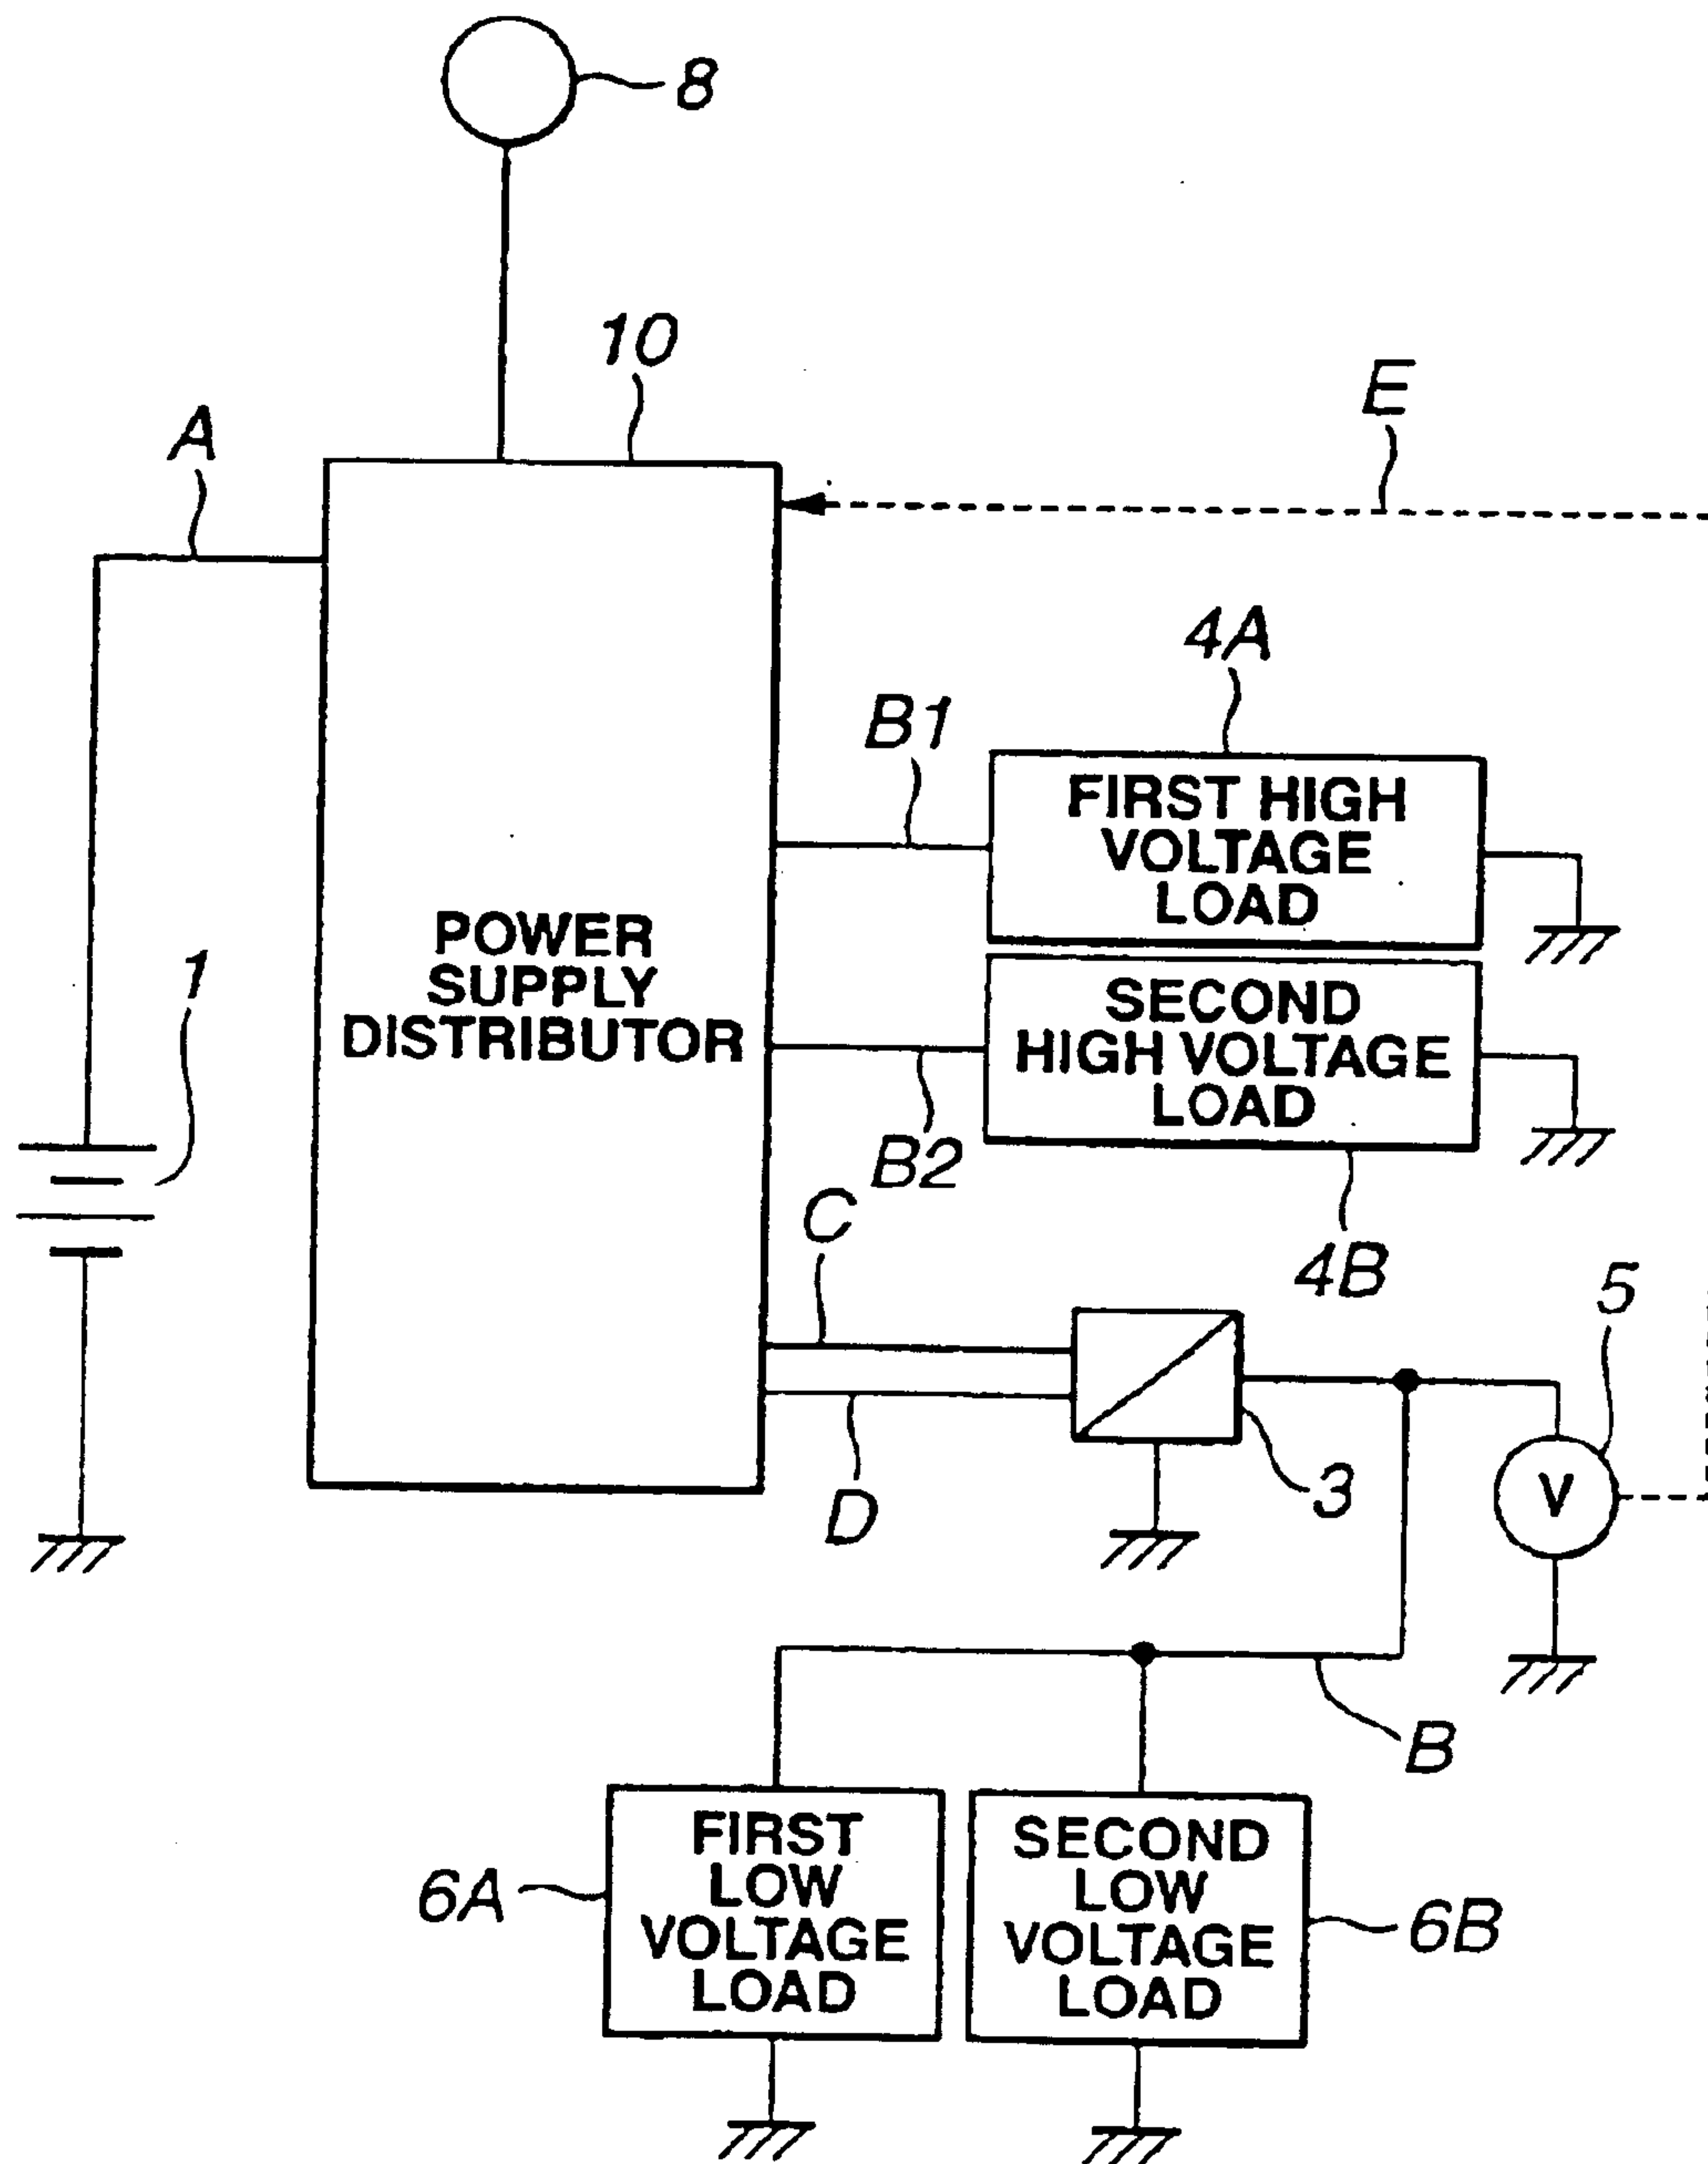 8
10
E
A
4A
B1
FIRST HIGH
VOLTAGE
LOAD
POWER
SUPPLY
DISTRIBUTOR
1
SECOND
HIGH VOLTAGE
LOAD
B2
C
4B
5
3
D
V
B
FIRST
LOW
VOLTAGE
LOAD
6A
SECOND
LOW
VOLTAGE
LOAD
6B